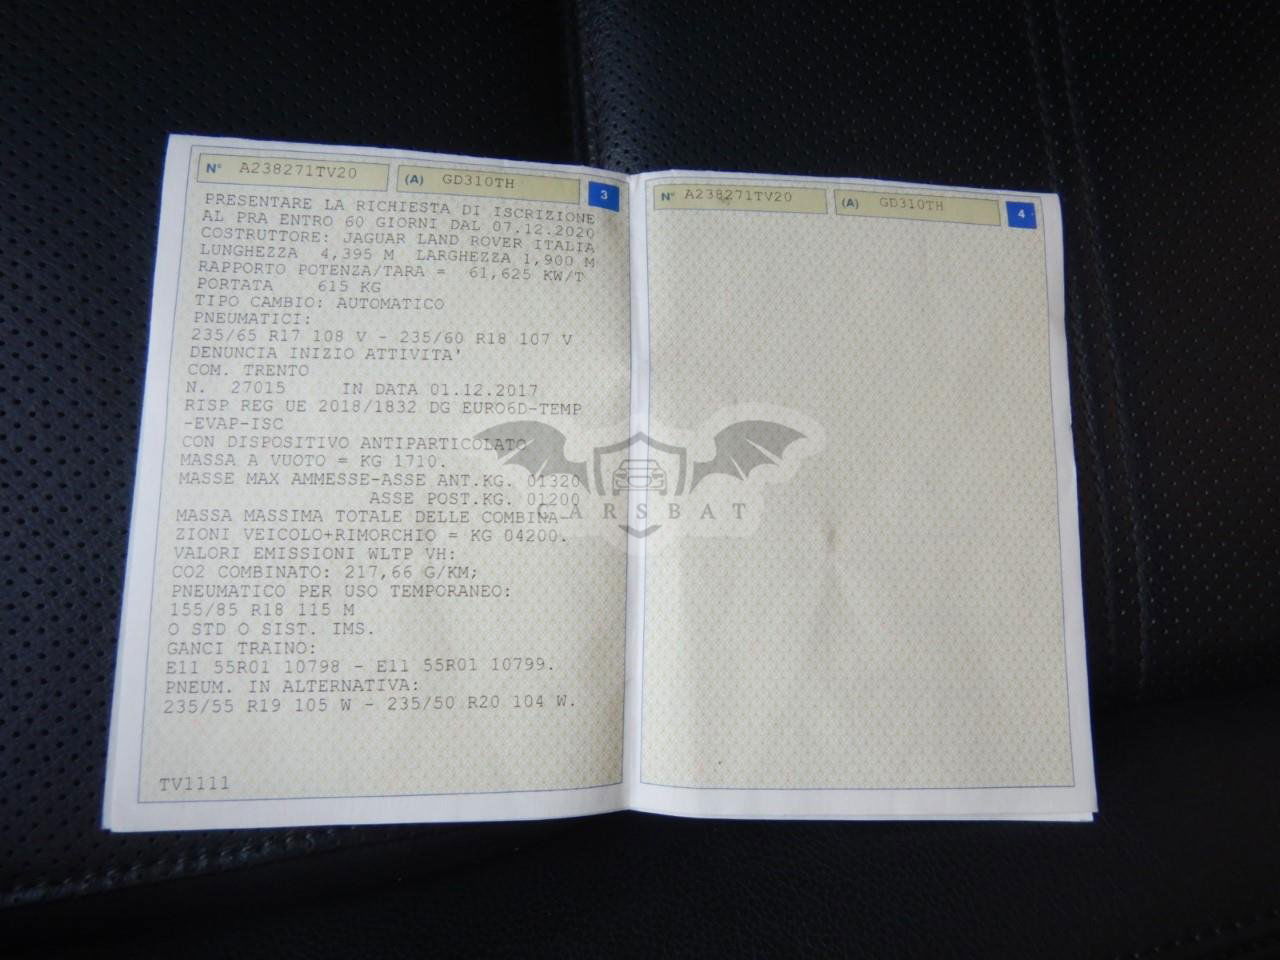 N° A238271TV20
(A) GD310TH
3
PRESENTARE LA RICHIESTA DI ISCRIZIONE
AL PRA ENTRO 60 GIORNI DAL 07.12.2020
COSTRUTTORE: JAGUAR LAND ROVER ITALIA
LUNGHEZZA 4,395 M LARGHEZZA 1,900 M
RAPPORTO POTENZA/TARA = 61,625 KW/T
PORTATA 615 KG
TIPO CAMBIO: AUTOMATICO
PNEUMATICI:
235/65 R17 108 V - 235/60 R18 107 V
DENUNCIA INIZIO ATTIVITA'
COM. TRENTO
N. 27015 IN DATA 01.12.2017
RISP REG UE 2018/1832 DG EURO6D-TEMP
-EVAP-ISC
CON DISPOSITIVO ANTIPARTICOLATO
MASSA A VUOTO = KG 1710.
MASSE MAX AMMESSE-ASSE ANT.KG. 01320
ASSE POST.KG. 01200
MASSA MASSIMA TOTALE DELLE COMBINA-
ZIONI VEICOLO+RIMORCHIO = KG 04200.
VALORI EMISSIONI WLTP VH:
CO2 COMBINATO: 217,66 G/KM;
PNEUMATICO PER USO TEMPORANEO:
155/85 R18 115 M
O STD O SIST. IMS.
GANCI TRAINO:
E11 55R01 10798 - E11 55R01 10799.
PNEUM. IN ALTERNATIVA:
235/55 R19 105 W - 235/50 R20 104 W.
TV1111
N° A238271TV20
(A) GD310TH
4
CARSBAT